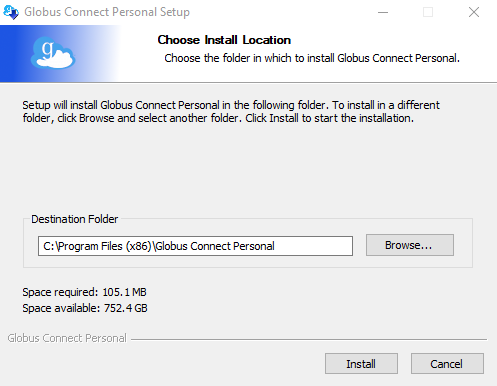 Globus Connect Personal Setup
g
Choose Install Location
Choose the folder in which to install Globus Connect Personal.
Setup will install Globus Connect Personal in the following folder. To install in a different
folder, click Browse and select another folder. Click Install to start the installation.
Destination Folder
C:\Program Files (x86)\Globus Connect Personal
Browse...
Space required: 105.1 MB
Space available: 752.4 GB
Globus Connect Personal
Install
Cancel